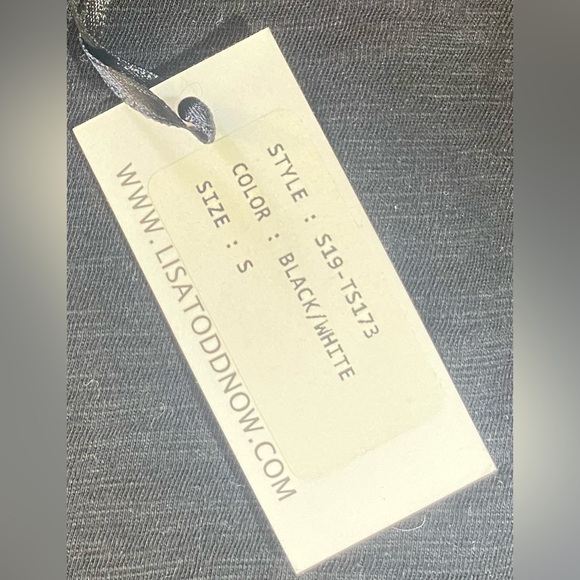 STYLE : S19-TS173
COLOR : BLACK/WHITE
SIZE : S
WWW.LISATODDNOW.COM